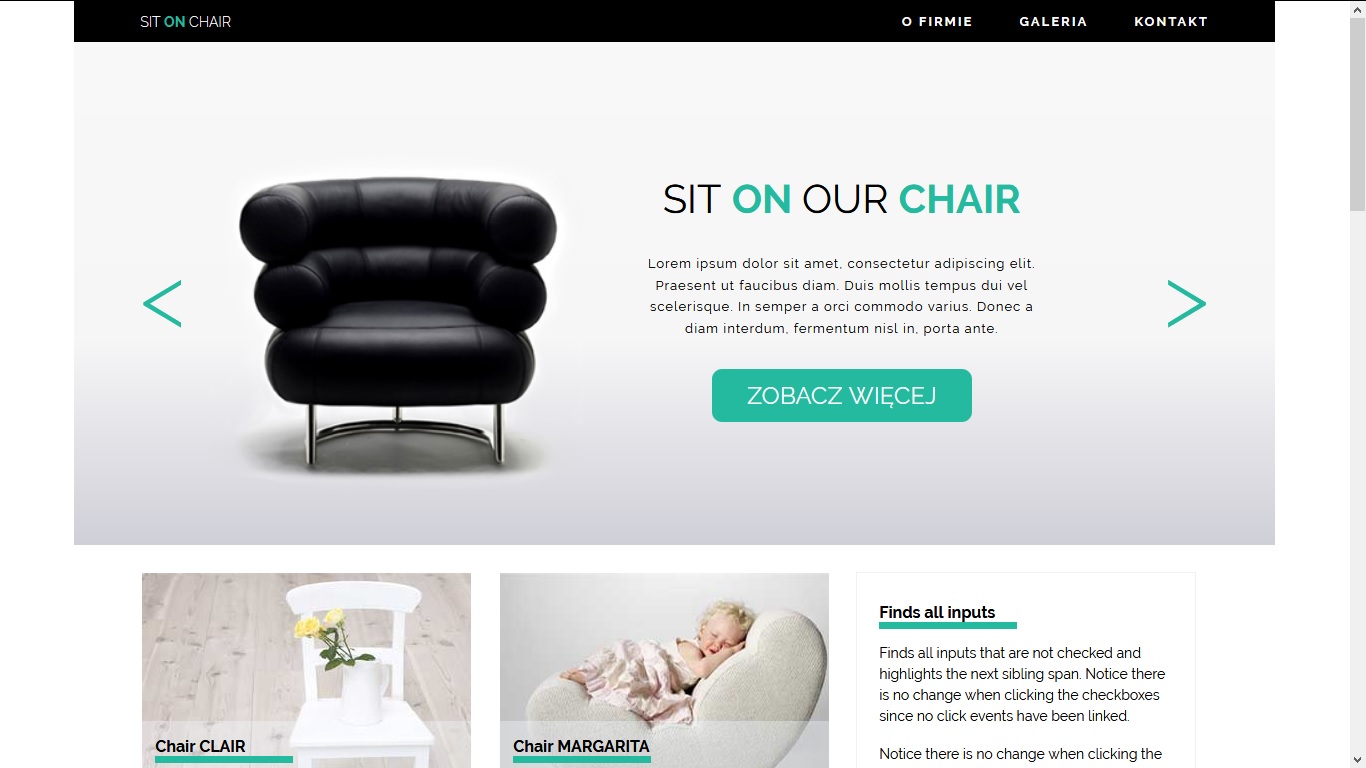 SIT ON CHAIR
O FIRMIE
GALERIA
KONTAKT
SIT ON OUR CHAIR
Lorem ipsum dolor sit amet, consectetur adipiscing elit.
Praesent ut faucibus diam. Duis mollis tempus dui vel
scelerisque. In semper a orci commodo varius. Donec a
diam interdum, fermentum nisl in, porta ante.
<
>
ZOBACZ WIĘCEJ
Chair CLAIR
Chair MARGARITA
Finds all inputs
Finds all inputs that are not checked and
highlights the next sibling span. Notice there
is no change when clicking the checkboxes
since no click events have been linked.
Notice there is no change when clicking the